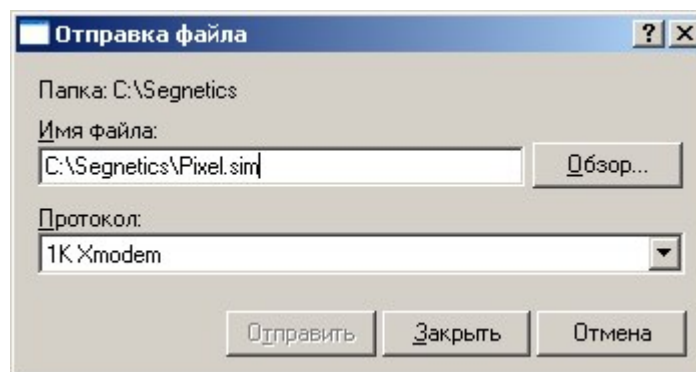 Отправка файла
Папка: C:\Segnetics
Имя файла:
C:\Segnetics\Pixel.sim
Обзор...
Протокол:
1K Xmodem
Отправить Закрыть Отмена